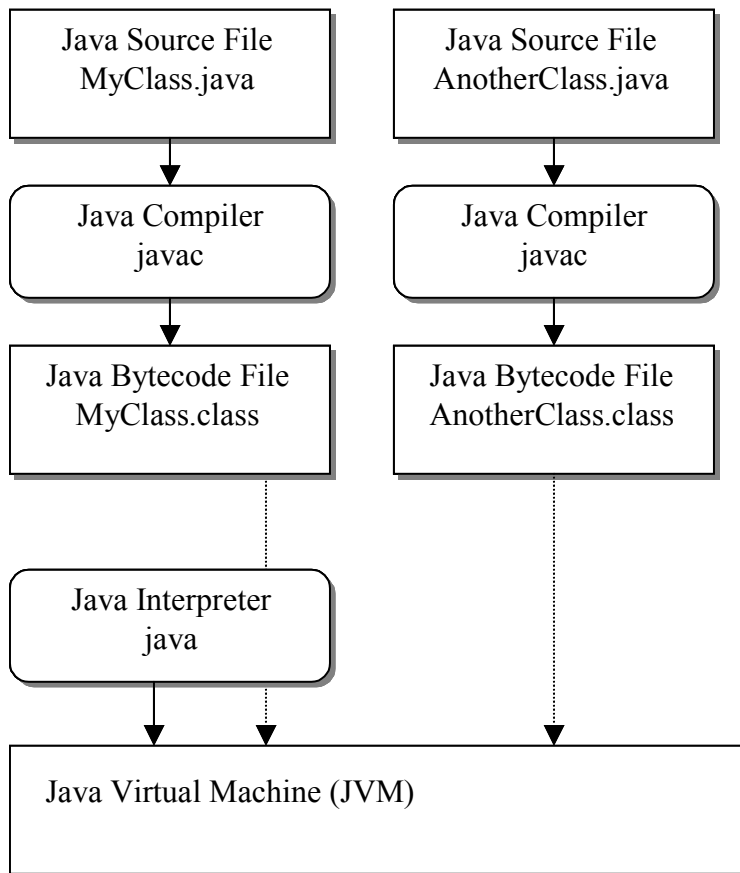 Java Source File
MyClass.java
Java Source File
AnotherClass.java
Java Compiler
javac
Java Compiler
javac
Java Bytecode File
MyClass.class
Java Bytecode File
AnotherClass.class
Java Interpreter
java
Java Virtual Machine (JVM)